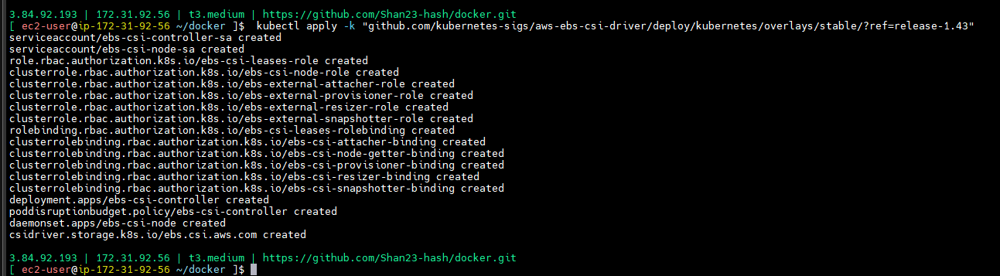 3.84.92.193 | 172.31.92.56 | t3.medium | https://github.com/Shan23-hash/docker.git
[ ec2-user@ip-172-31-92-56 ~/docker ]$  kubectl apply -k "github.com/kubernetes-sigs/aws-ebs-csi-driver/deploy/kubernetes/overlays/stable/?ref=release-1.43"
serviceaccount/ebs-csi-controller-sa created
serviceaccount/ebs-csi-node-sa created
role.rbac.authorization.k8s.io/ebs-csi-leases-role created
clusterrole.rbac.authorization.k8s.io/ebs-csi-node-role created
clusterrole.rbac.authorization.k8s.io/ebs-external-attacher-role created
clusterrole.rbac.authorization.k8s.io/ebs-external-provisioner-role created
clusterrole.rbac.authorization.k8s.io/ebs-external-resizer-role created
clusterrole.rbac.authorization.k8s.io/ebs-external-snapshotter-role created
rolebinding.rbac.authorization.k8s.io/ebs-csi-leases-rolebinding created
clusterrolebinding.rbac.authorization.k8s.io/ebs-csi-attacher-binding created
clusterrolebinding.rbac.authorization.k8s.io/ebs-csi-node-getter-binding created
clusterrolebinding.rbac.authorization.k8s.io/ebs-csi-provisioner-binding created
clusterrolebinding.rbac.authorization.k8s.io/ebs-csi-resizer-binding created
clusterrolebinding.rbac.authorization.k8s.io/ebs-csi-snapshotter-binding created
deployment.apps/ebs-csi-controller created
poddisruptionbudget.policy/ebs-csi-controller created
daemonset.apps/ebs-csi-node created
csidriver.storage.k8s.io/ebs.csi.aws.com created
3.84.92.193 | 172.31.92.56 | t3.medium | https://github.com/Shan23-hash/docker.git
[ ec2-user@ip-172-31-92-56 ~/docker ]$